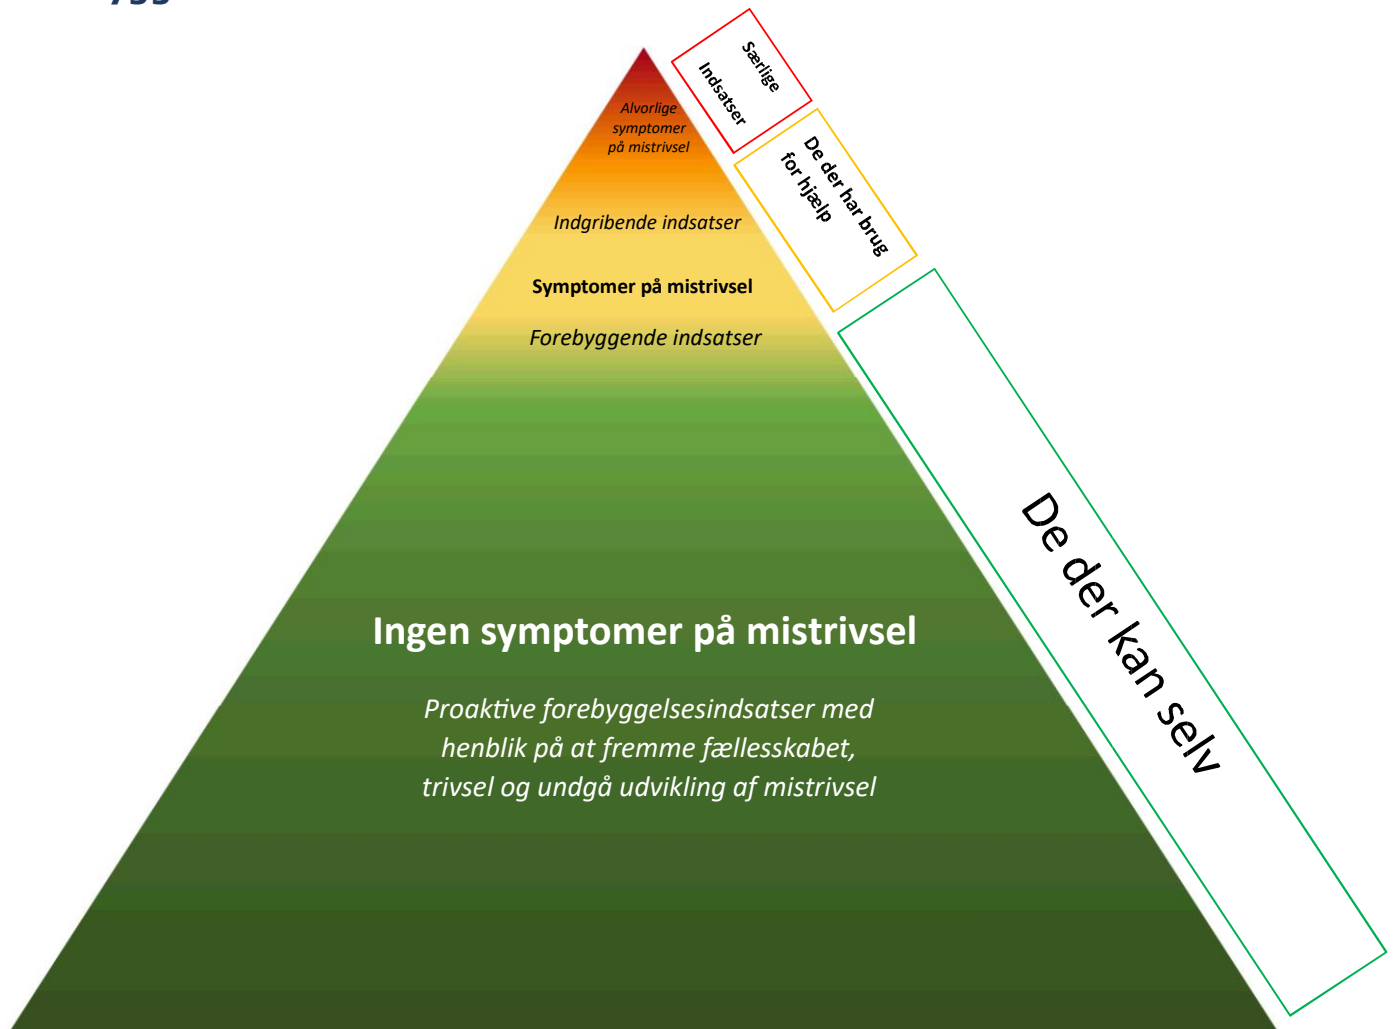 Alvorlige
symptomer
på mistrivsel
Indgribende indsatser
Symptomer på mistrivsel
Forebyggende indsatser
Ingen symptomer på mistrivsel
Proaktive forebyggelsesindsatser med
henblik på at fremme fællesskabet,
trivsel og undgå udvikling af mistrivsel
Særlige
Indsatser
De der har brug
for hjælp
De der kan selv